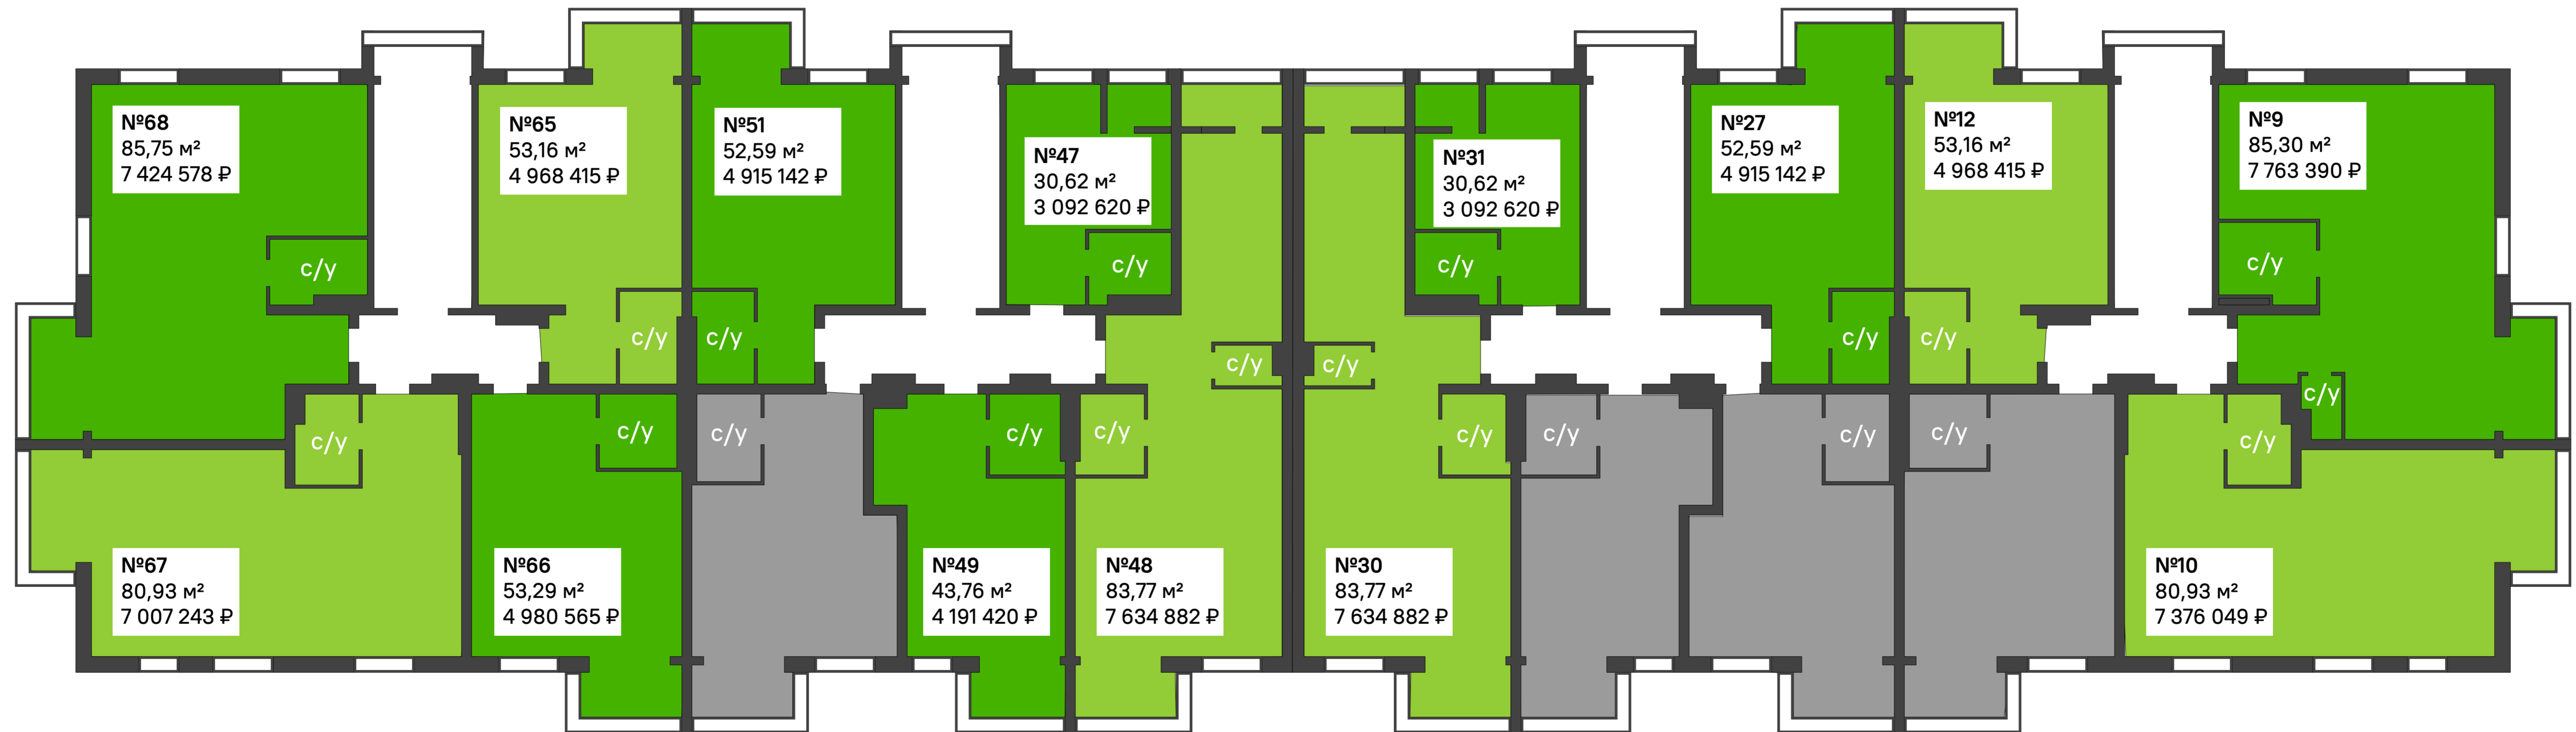 №68
85,75 м²
7 424 578 ₽
с/у
№65
53,16 м²
4 968 415 ₽
с/у
№51
52,59 м²
4 915 142 ₽
с/у
№47
30,62 м²
3 092 620 ₽
с/у
с/у
№31
30,62 м²
3 092 620 ₽
с/у
с/у
№27
52,59 м²
4 915 142 ₽
с/у
№12
53,16 м²
4 968 415 ₽
с/у
№9
85,30 м²
7 763 390 ₽
с/у
с/у
с/у
№67
80,93 м²
7 007 243 ₽
с/у
№66
53,29 м²
4 980 565 ₽
с/у
с/у
№49
43,76 м²
4 191 420 ₽
с/у
№48
83,77 м²
7 634 882 ₽
с/у
№30
83,77 м²
7 634 882 ₽
с/у
с/у
с/у
с/у
№10
80,93 м²
7 376 049 ₽